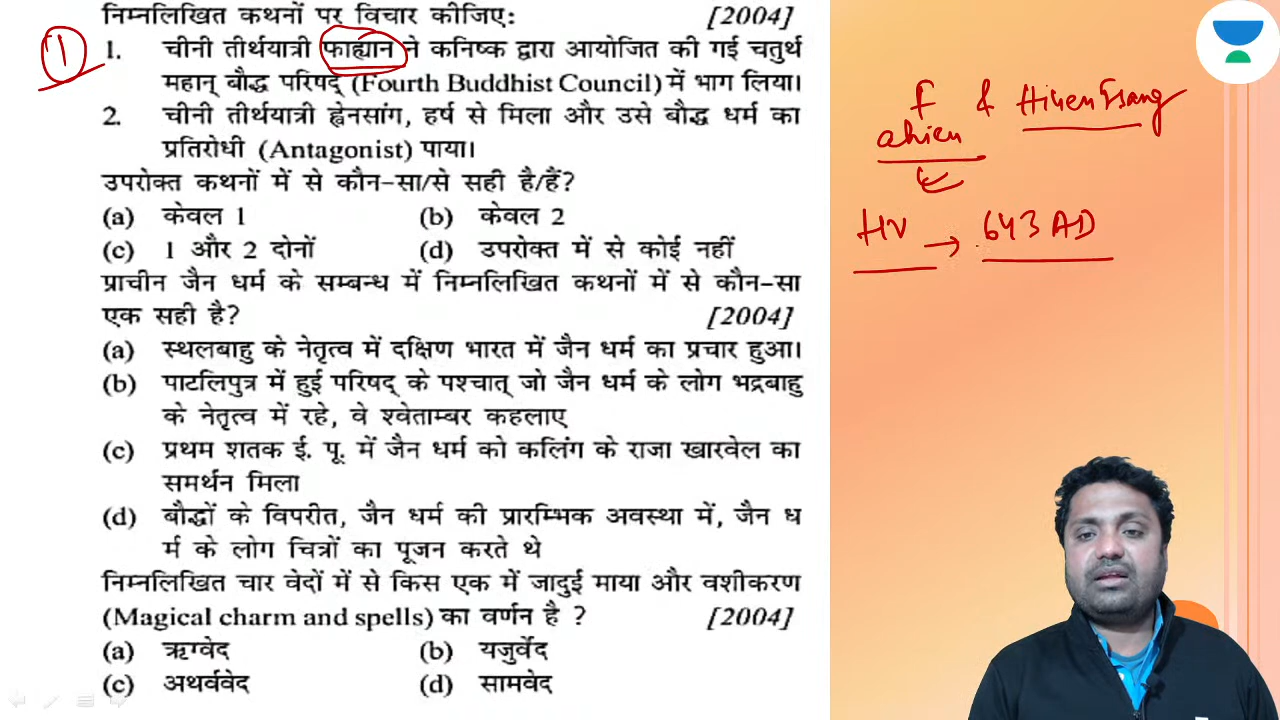 निम्नलिखित कथनों पर विचार कीजिए: [2004]
1. चीनी तीर्थयात्री फाह्यान ने कनिष्क द्वारा आयोजित की गई चतुर्थ
महान् बौद्ध परिषद् (Fourth Buddhist Council) में भाग लिया।
2. चीनी तीर्थयात्री ह्वेनसांग, हर्ष से मिला और उसे बौद्ध धर्म का
प्रतिरोधी (Antagonist) पाया।
उपरोक्त कथनों में से कौन-सा/से सही है/हैं?
(a) केवल 1 (b) केवल 2
(c) 1 और 2 दोनों (d) उपरोक्त में से कोई नहीं
प्राचीन जैन धर्म के सम्बन्ध में निम्नलिखित कथनों में से कौन-सा
एक सही है? [2004]
(a) स्थलबाहु के नेतृत्व में दक्षिण भारत में जैन धर्म का प्रचार हुआ।
(b) पाटलिपुत्र में हुई परिषद् के पश्चात् जो जैन धर्म के लोग भद्रबाहु
के नेतृत्व में रहे, वे श्वेताम्बर कहलाए
(c) प्रथम शतक ई. पू. में जैन धर्म को कलिंग के राजा खारवेल का
समर्थन मिला
(d) बौद्धों के विपरीत, जैन धर्म की प्रारम्भिक अवस्था में, जैन ध
र्म के लोग चित्रों का पूजन करते थे
निम्नलिखित चार वेदों में से किस एक में जादुई माया और वशीकरण
(Magical charm and spells) का वर्णन है ? [2004]
(a) ऋग्वेद (b) यजुर्वेद
(c) अथर्ववेद (d) सामवेद
1
F & Hiuen Tsang
ahien
HV → 643 AD